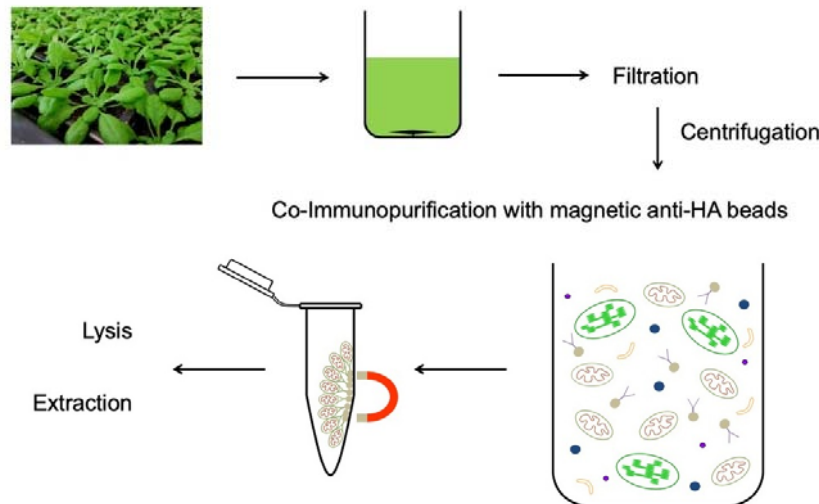 Filtration
Centrifugation
Co-Immunopurification with magnetic anti-HA beads
Lysis
Extraction